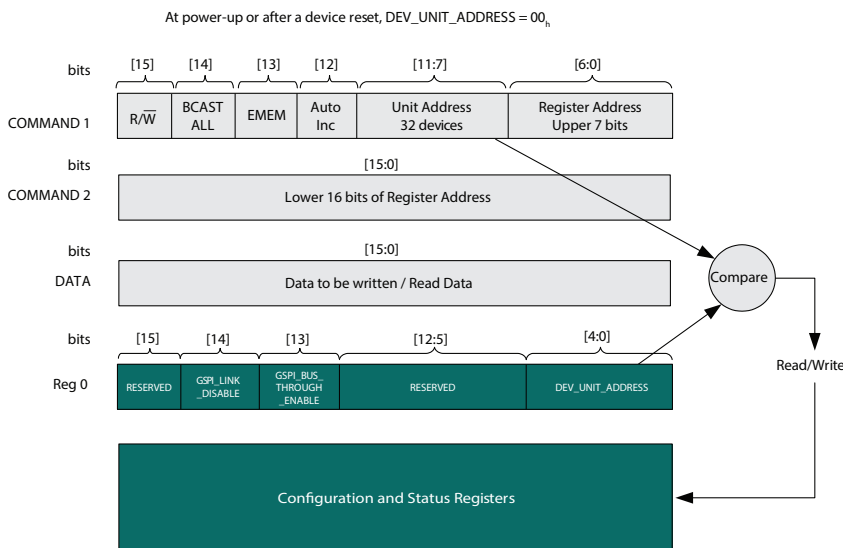 At power-up or after a device reset, DEV_UNIT_ADDRESS = 00h
bits [15] [14] [13] [12] [11:7] [6:0]
COMMAND 1
R/W̅
BCAST
ALL
EMEM
Auto
Inc
Unit Address
32 devices
Register Address
Upper 7 bits
bits [15:0]
COMMAND 2
Lower 16 bits of Register Address
bits [15:0]
DATA
Data to be written / Read Data
Compare
bits [15] [14] [13] [12:5] [4:0]
Reg 0
RESERVED
GSPI_LINK
_DISABLE
GSPI_BUS_
THROUGH
_ENABLE
RESERVED
DEV_UNIT_ADDRESS
Read/Write
Configuration and Status Registers